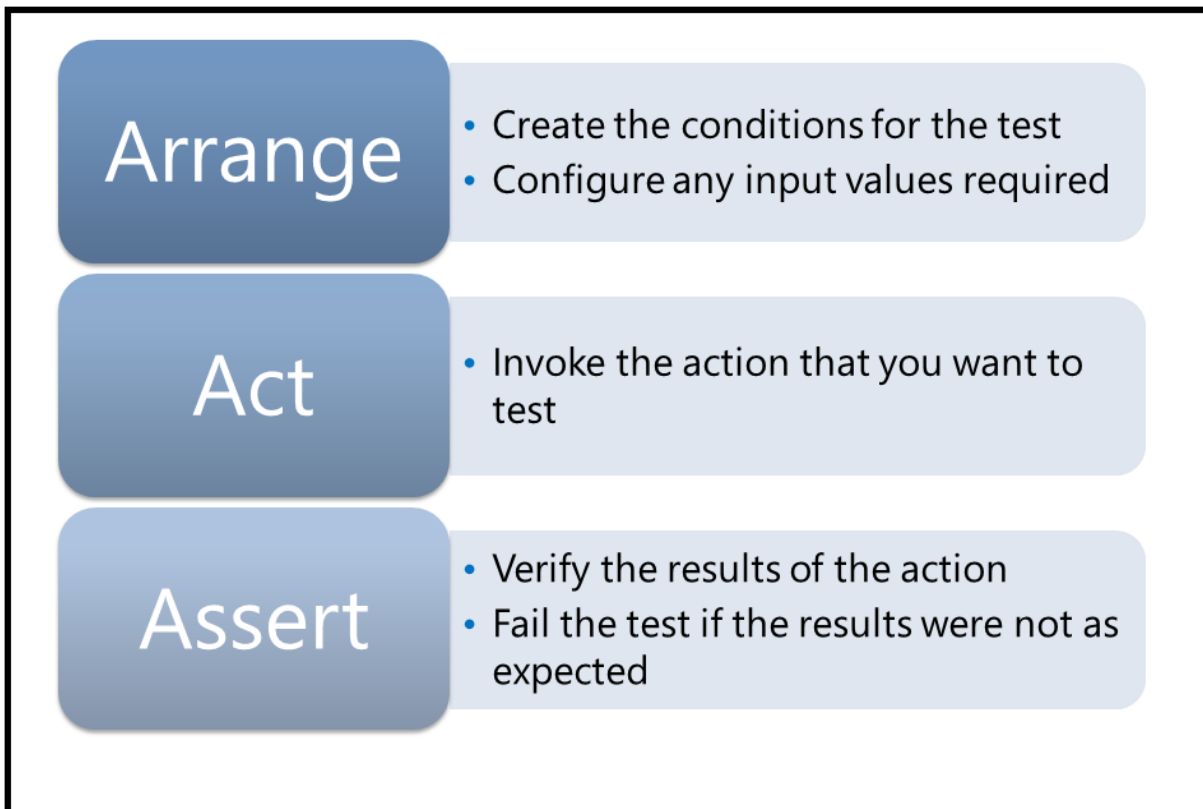 Arrange
• Create the conditions for the test
• Configure any input values required
Act
• Invoke the action that you want to
test
Assert
• Verify the results of the action
• Fail the test if the results were not as
expected